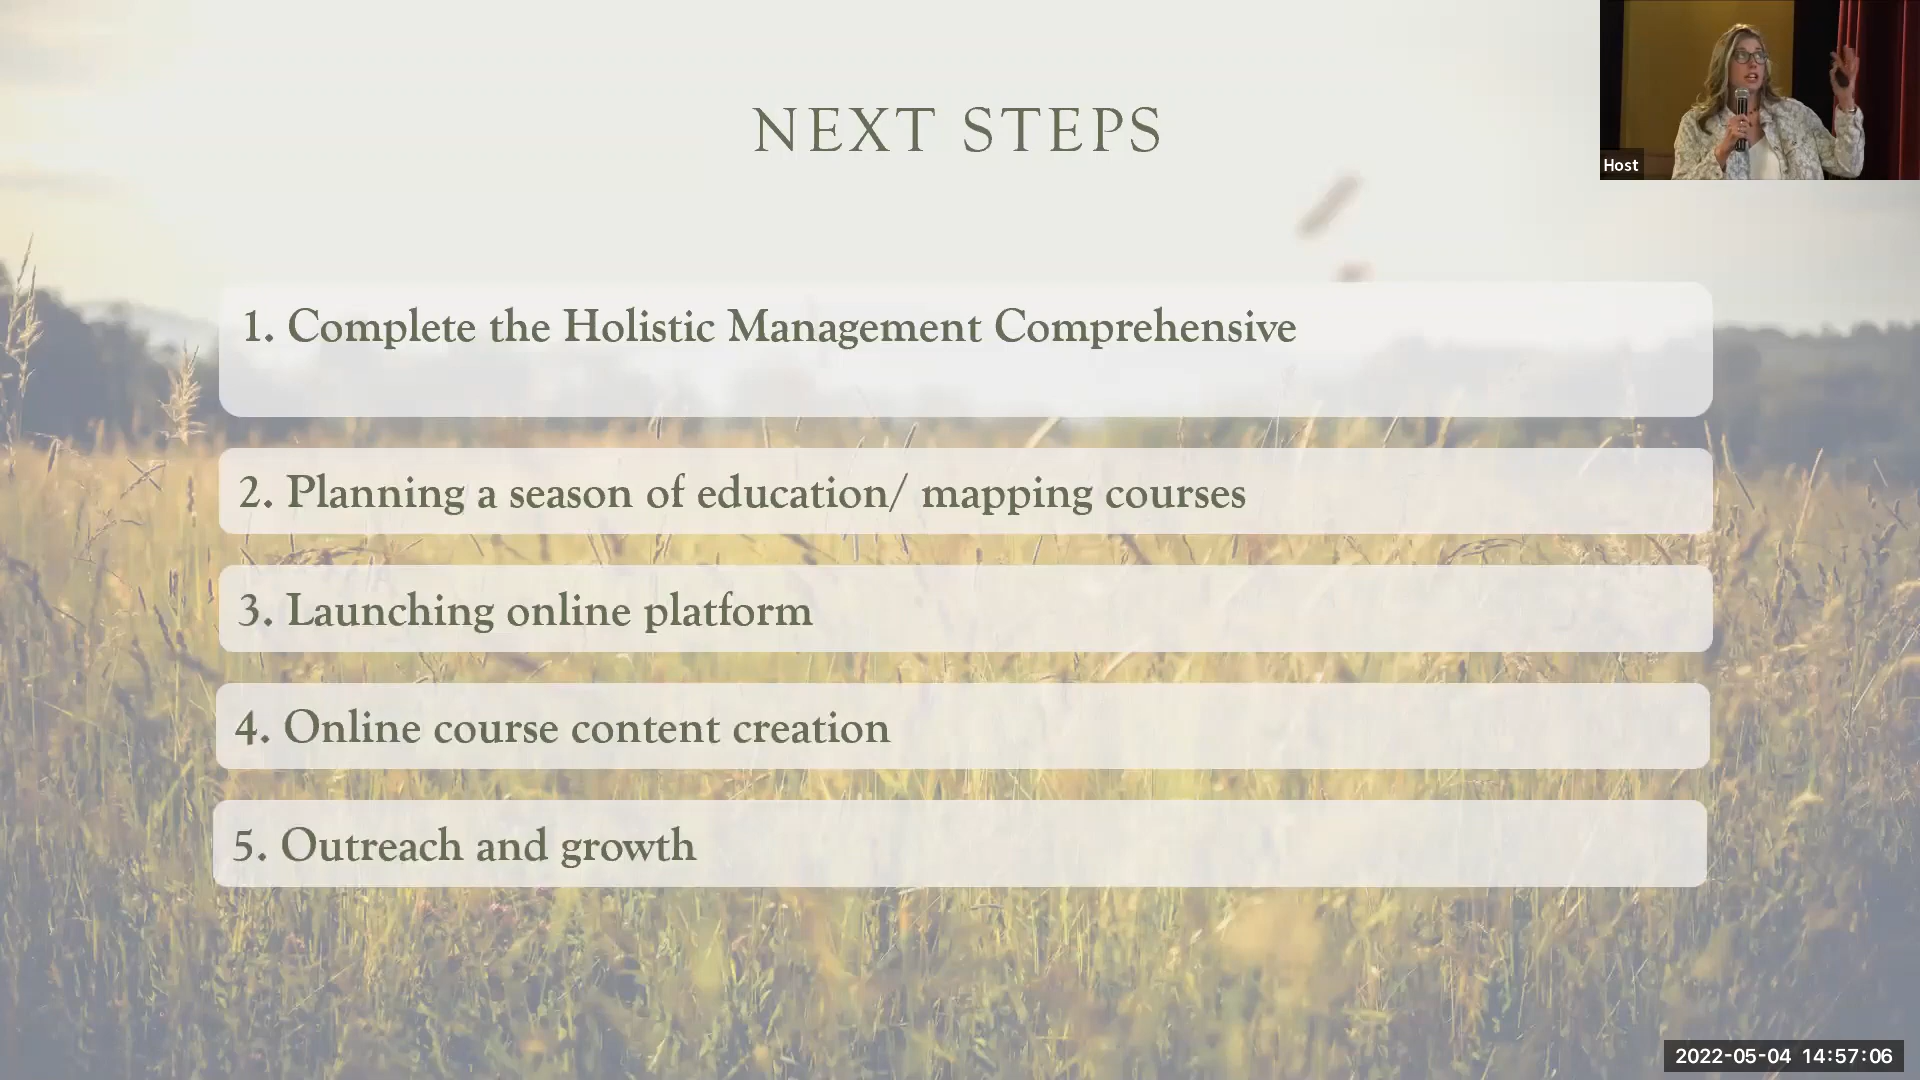 NEXT STEPS
Host
1. Complete the Holistic Management Comprehensive
2. Planning a season of education/ mapping courses
3. Launching online platform
4. Online course content creation
5. Outreach and growth
2022-05-04 14:57:06